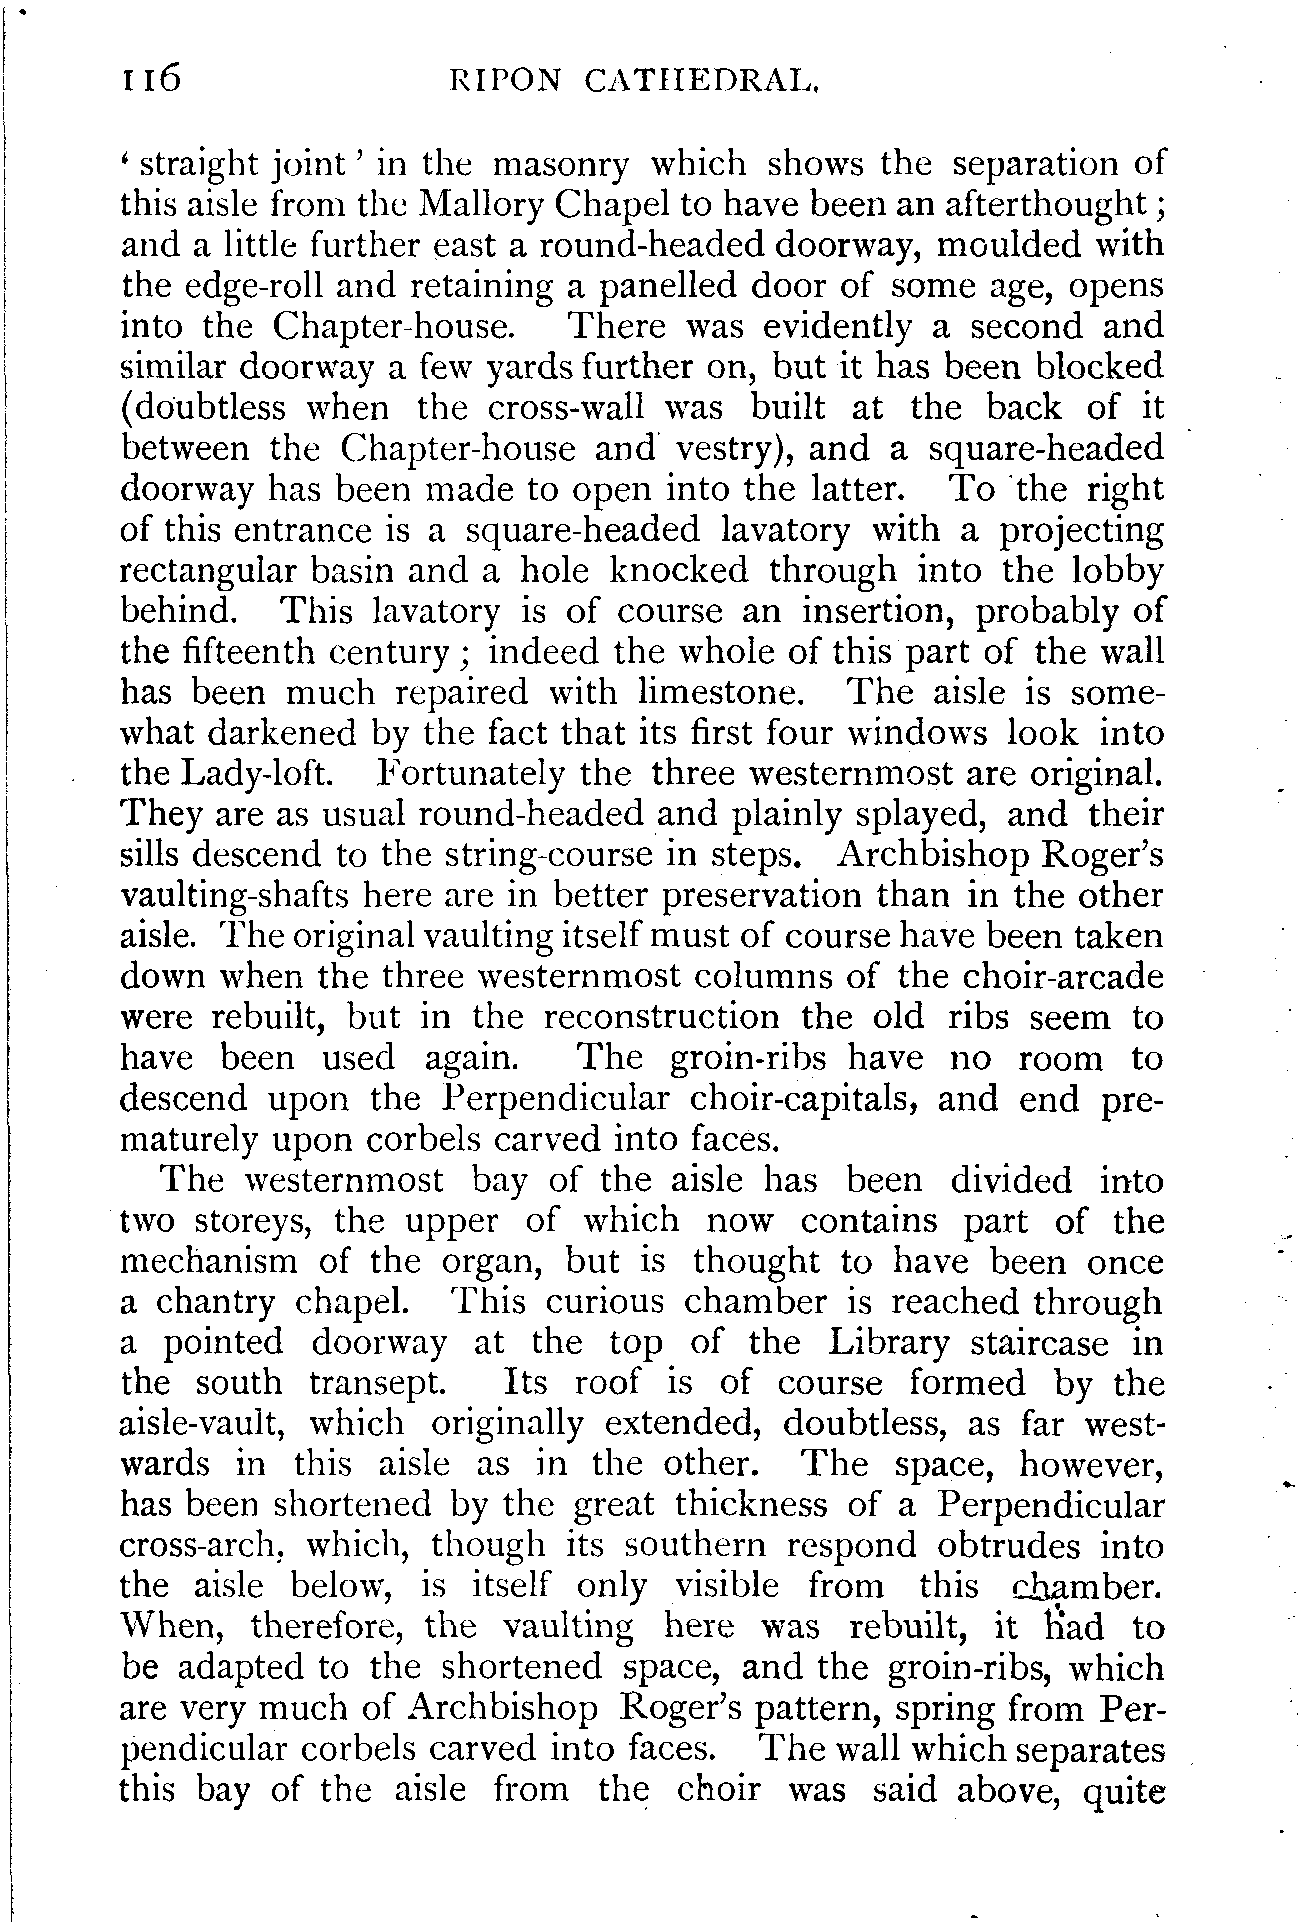 116 RIPON CATHEDRAL.
‘ straight joint ’ in the masonry which shows the separation of
this aisle from the Mallory Chapel to have been an afterthought ;
and a little further east a round-headed doorway, moulded with
the edge-roll and retaining a panelled door of some age, opens
into the Chapter-house. There was evidently a second and
similar doorway a few yards further on, but it has been blocked
(doubtless when the cross-wall was built at the back of it
between the Chapter-house and vestry), and a square-headed
doorway has been made to open into the latter. To the right
of this entrance is a square-headed lavatory with a projecting
rectangular basin and a hole knocked through into the lobby
behind. This lavatory is of course an insertion, probably of
the fifteenth century ; indeed the whole of this part of the wall
has been much repaired with limestone. The aisle is some-
what darkened by the fact that its first four windows look into
the Lady-loft. Fortunately the three westernmost are original.
They are as usual round-headed and plainly splayed, and their
sills descend to the string-course in steps. Archbishop Roger’s
vaulting-shafts here are in better preservation than in the other
aisle. The original vaulting itself must of course have been taken
down when the three westernmost columns of the choir-arcade
were rebuilt, but in the reconstruction the old ribs seem to
have been used again. The groin-ribs have no room to
descend upon the Perpendicular choir-capitals, and end pre-
maturely upon corbels carved into faces.
The westernmost bay of the aisle has been divided into
two storeys, the upper of which now contains part of the
mechanism of the organ, but is thought to have been once
a chantry chapel. This curious chamber is reached through
a pointed doorway at the top of the Library staircase in
the south transept. Its roof is of course formed by the
aisle-vault, which originally extended, doubtless, as far west-
wards in this aisle as in the other. The space, however,
has been shortened by the great thickness of a Perpendicular
cross-arch, which, though its southern respond obtrudes into
the aisle below, is itself only visible from this chamber.
When, therefore, the vaulting here was rebuilt, it had to
be adapted to the shortened space, and the groin-ribs, which
are very much of Archbishop Roger’s pattern, spring from Per-
pendicular corbels carved into faces. The wall which separates
this bay of the aisle from the choir was said above, quite